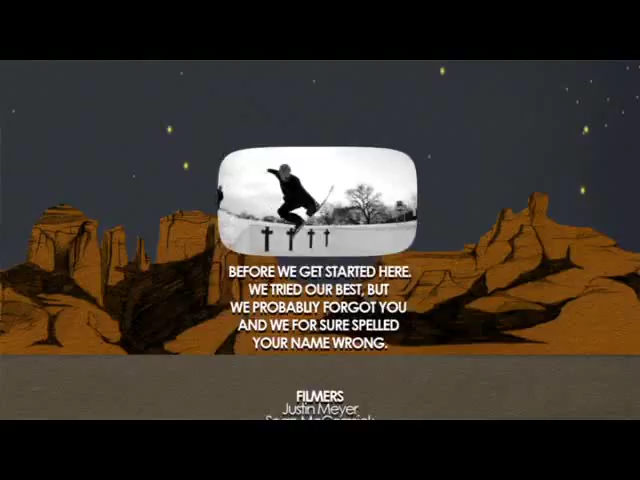 BEFORE WE GET STARTED HERE.
WE TRIED OUR BEST, BUT
WE PROBABLIY FORGOT YOU
AND WE FOR SURE SPELLED
YOUR NAME WRONG.
FILMERS
Justin Meyer